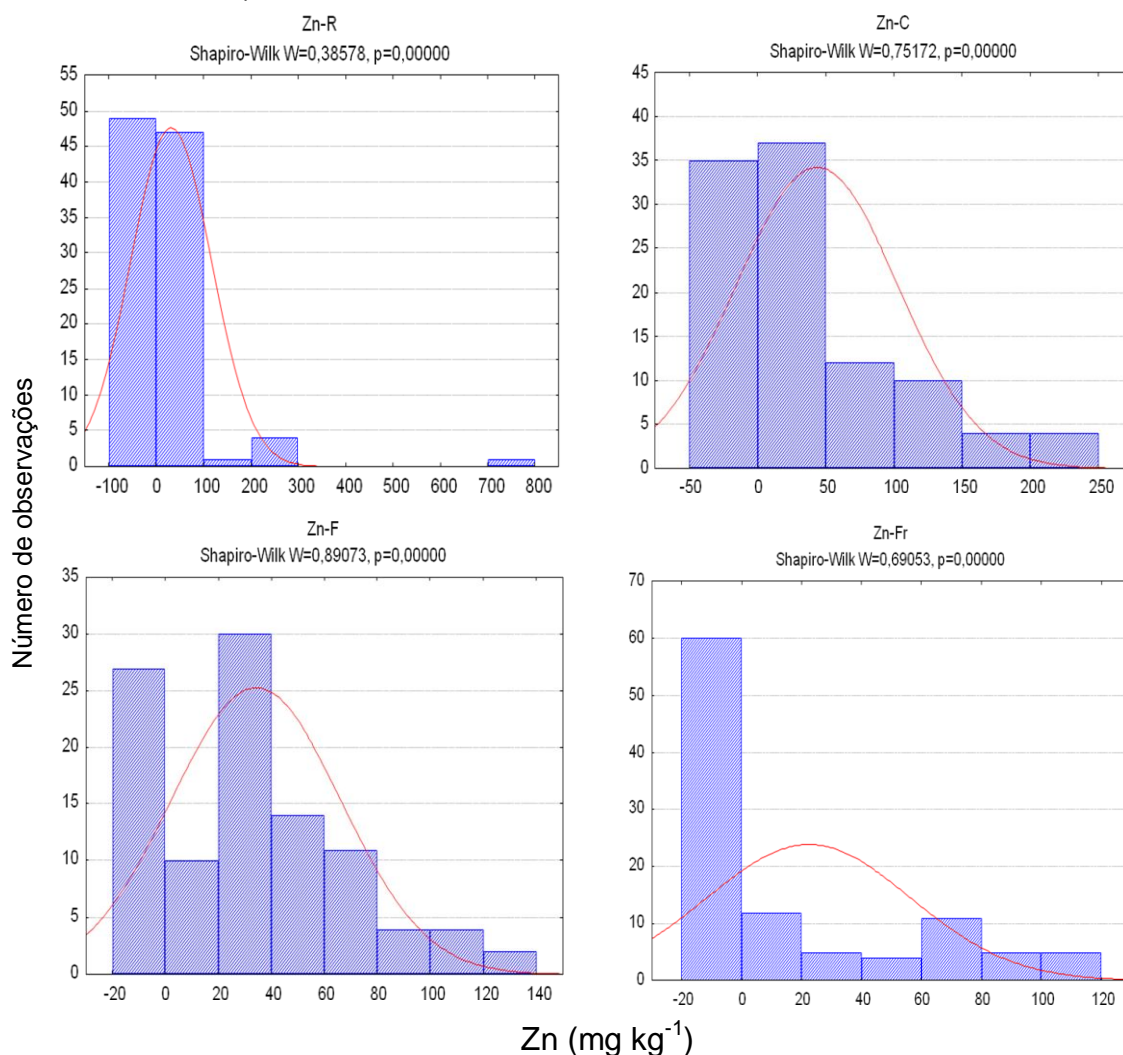 Zn-R
Shapiro-Wilk W=0,38578, p=0,00000
55
50
45
40
35
30
25
20
15
10
5
0
-100 0 100 200 300 400 500 600 700 800
Zn-C
Shapiro-Wilk W=0,75172, p=0,00000
45
40
35
30
25
20
15
10
5
0
-50 0 50 100 150 200 250
Número de observações
Zn-F
Shapiro-Wilk W=0,89073, p=0,00000
35
30
25
20
15
10
5
0
-20 0 20 40 60 80 100 120 140
Zn-Fr
Shapiro-Wilk W=0,69053, p=0,00000
70
60
50
40
30
20
10
0
-20 0 20 40 60 80 100 120
Zn (mg kg⁻¹)